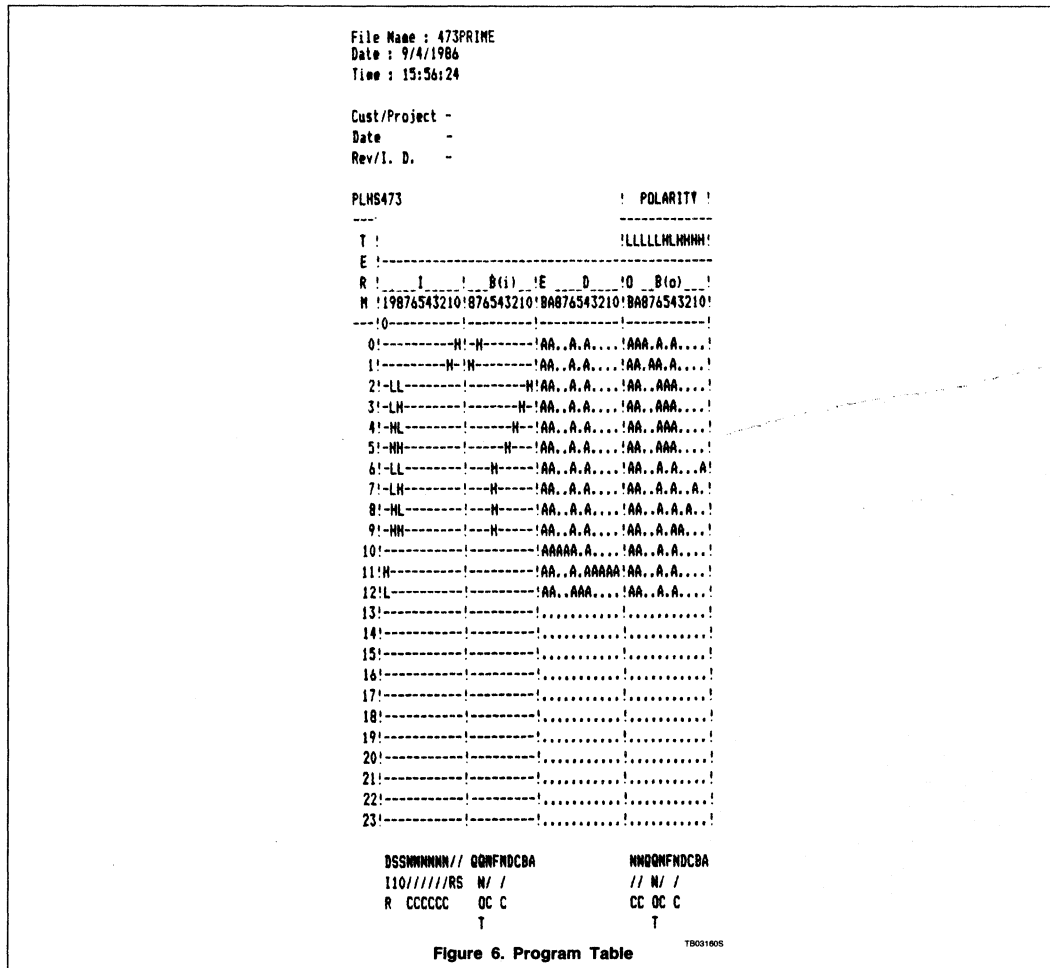 File Name : 473PRIME
Date : 9/4/1986
Time : 15:56:24
Cust/Project -
Date -
Rev/I. D. -
PLHS473 ! POLARITY !
---- -------------
T ! !LLLLLHLHHHH!
E !-------------------------------------------
R !____I_____!__B(i)__!E ____D____!O __B(o)___!
M !19876543210!876543210!BA876543210!BA876543210!
---!0----------!---------!-----------!-----------!
0!----------H!-H-------!AA..A.A....!AAA.A.A....!
1!---------H-!H--------!AA..A.A....!AA.AA.A....!
2!-LL--------!--------H!AA..A.A....!AA..AAA....!
3!-LH--------!-------H-!AA..A.A....!AA..AAA....!
4!-HL--------!------H--!AA..A.A....!AA..AAA....!
5!-HH--------!-----H---!AA..A.A....!AA..AAA....!
6!-LL--------!---H-----!AA..A.A....!AA..A.A...A!
7!-LH--------!---H-----!AA..A.A....!AA..A.A..A.!
8!-HL--------!---H-----!AA..A.A....!AA..A.A.A..!
9!-HH--------!---H-----!AA..A.A....!AA..A.AA...!
10!-----------!---------!AAAAA.A....!AA..A.A....!
11!H----------!---------!AA..A.AAAAA!AA..A.A....!
12!L----------!---------!AA..AAA....!AA..A.A....!
13!-----------!---------!...........!...........!
14!-----------!---------!...........!...........!
15!-----------!---------!...........!...........!
16!-----------!---------!...........!...........!
17!-----------!---------!...........!...........!
18!-----------!---------!...........!...........!
19!-----------!---------!...........!...........!
20!-----------!---------!...........!...........!
21!-----------!---------!...........!...........!
22!-----------!---------!...........!...........!
23!-----------!---------!...........!...........!
DSSNNNNNN// QQNFNDCBA NNQQNFNDCBA
I10//////RS N/ / // N/ /
R CCCCCC OC C CC OC C
T T
TB03160S
Figure 6. Program Table